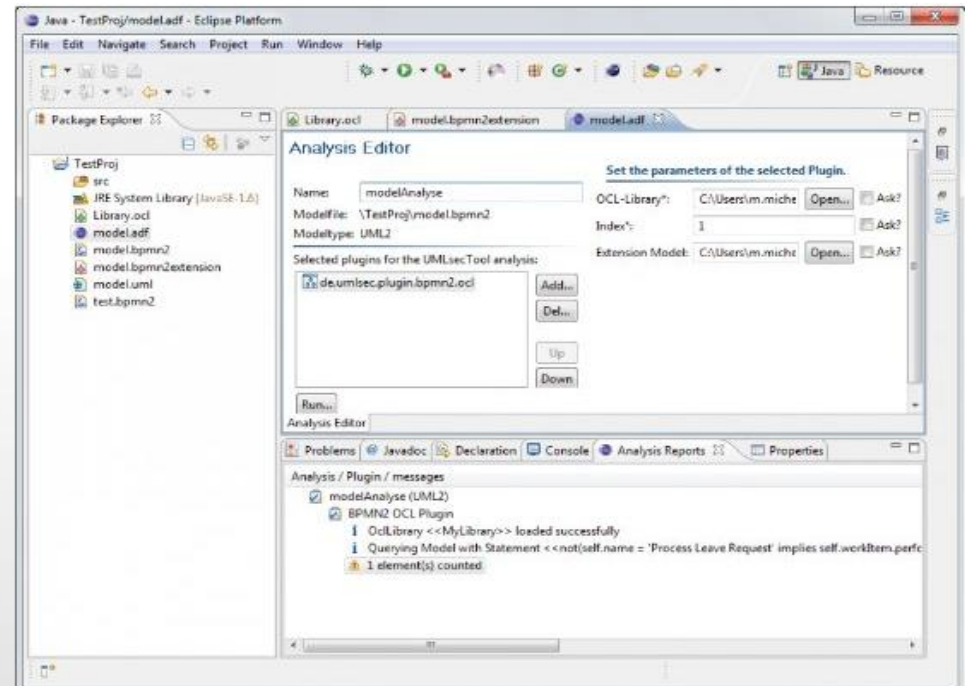 Java - TestProj/model.adf - Eclipse Platform
File Edit Navigate Search Project Run Window Help
Java Resource
Package Explorer
TestProj
src
JRE System Library [JavaSE-1.6]
Library.ocl
model.adf
model.bpmn2
model.bpmn2extension
model.uml
test.bpmn2
Library.ocl model.bpmn2extension model.adf
Analysis Editor
Name: modelAnalyse
Modelfile: \TestProj\model.bpmn2
Modeltype: UML2
Selected plugins for the UMLsecTool analysis:
de.umlsec.plugin.bpmn2.ocl
Add...
Del...
Up
Down
Run...
Set the parameters of the selected Plugin.
OCL-Library*: C:\Users\m.miche Open... Ask?
Index*: 1 Ask?
Extension Model: C:\Users\m.miche Open... Ask?
Analysis Editor
Problems Javadoc Declaration Console Analysis Reports Properties
Analysis / Plugin / messages
modelAnalyse (UML2)
BPMN2 OCL Plugin
OclLibrary <<MyLibrary>> loaded successfully
Querying Model with Statement <<not(self.name = 'Process Leave Request' implies self.workItem.perfc
1 element(s) counted